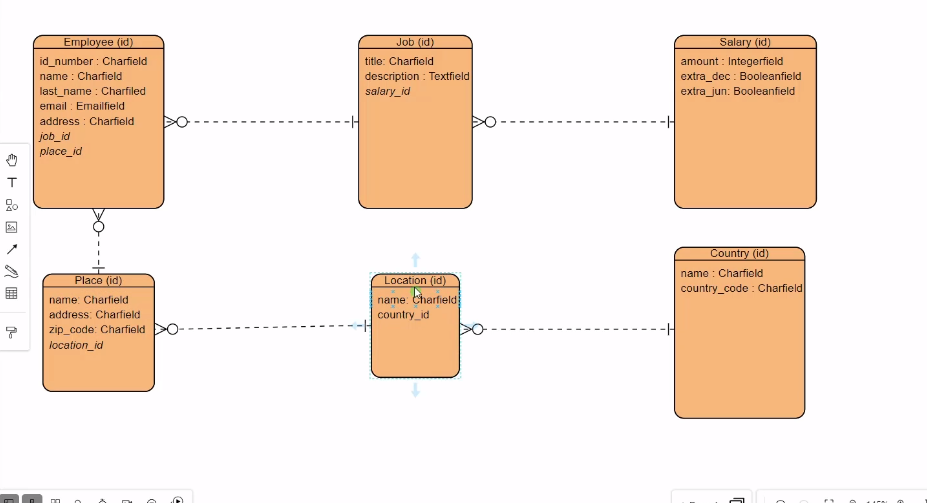 Employee (id)
id_number : Charfield
name : Charfield
last_name : Charfiled
email : Emailfield
address : Charfield
job_id
place_id
Job (id)
title: Charfield
description : Textfield
salary_id
Salary (id)
amount : Integerfield
extra_dec : Booleanfield
extra_jun: Booleanfield
Place (id)
name: Charfield
address: Charfield
zip_code: Charfield
location_id
Location (id)
name: Charfield
country_id
Country (id)
name : Charfield
country_code : Charfield